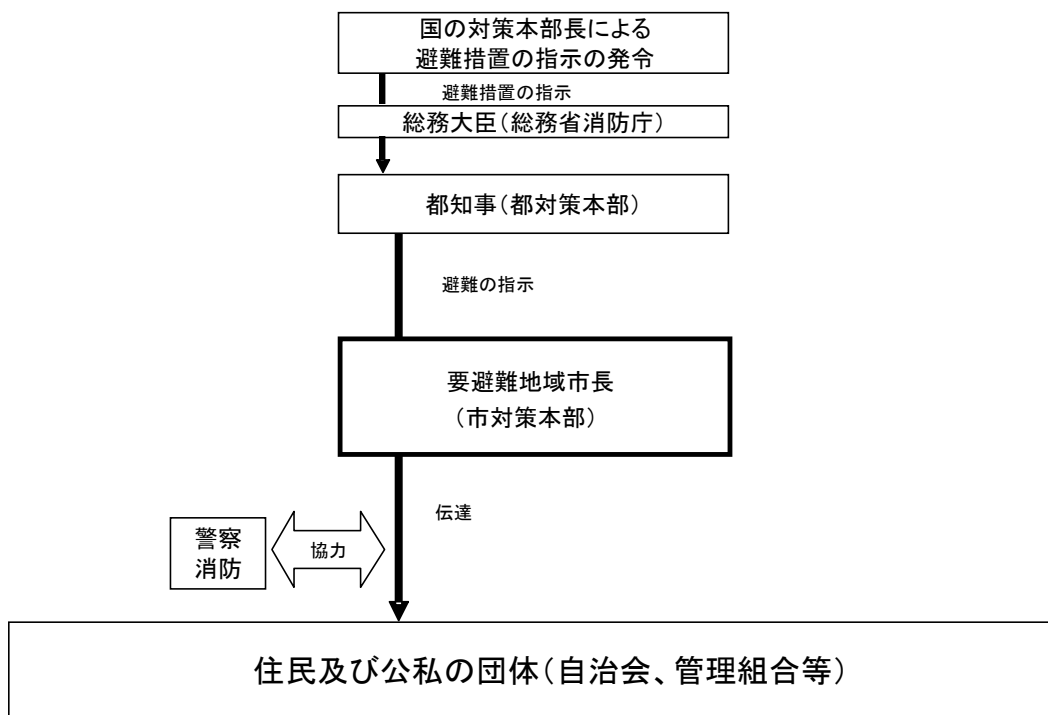 国の対策本部長による
避難措置の指示の発令
避難措置の指示
総務大臣（総務省消防庁）
都知事（都対策本部）
避難の指示
要避難地域市長
（市対策本部）
伝達
警察
消防
協力
住民及び公私の団体（自治会、管理組合等）